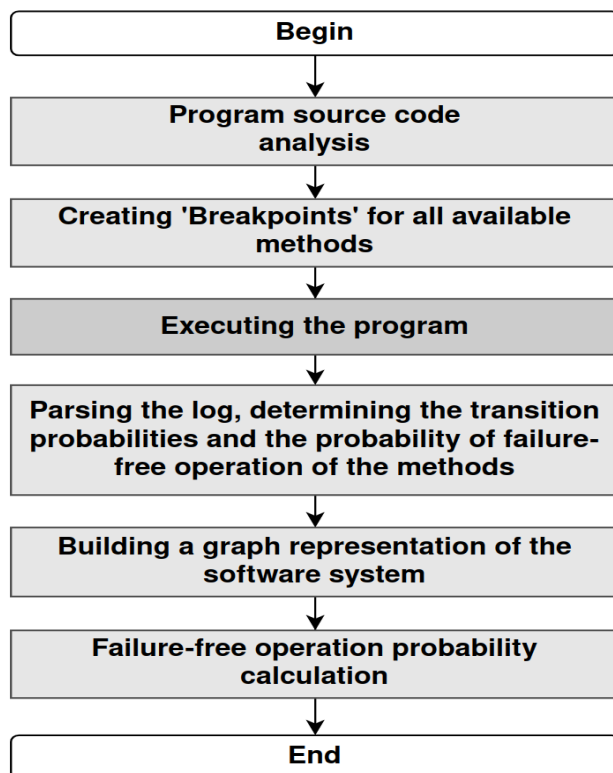 Begin
Program source code
analysis
Creating 'Breakpoints' for all available
methods
Executing the program
Parsing the log, determining the transition
probabilities and the probability of failure-
free operation of the methods
Building a graph representation of the
software system
Failure-free operation probability
calculation
End